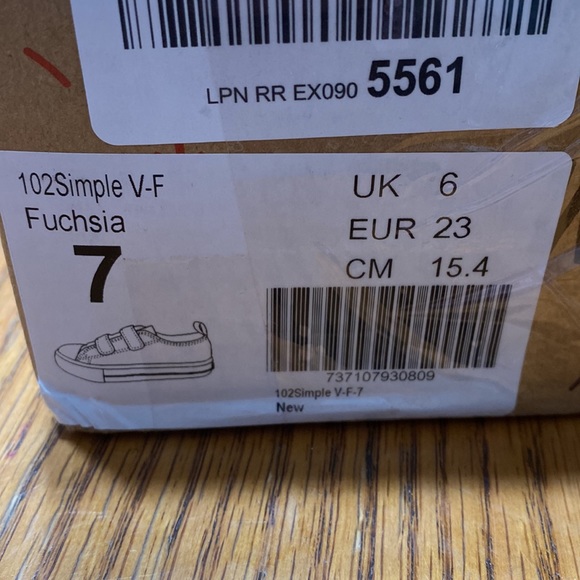 LPN RR EX090 5561
102Simple V-F
Fuchsia
7
UK 6
EUR 23
CM 15.4
737107930809
102Simple V-F-7
New